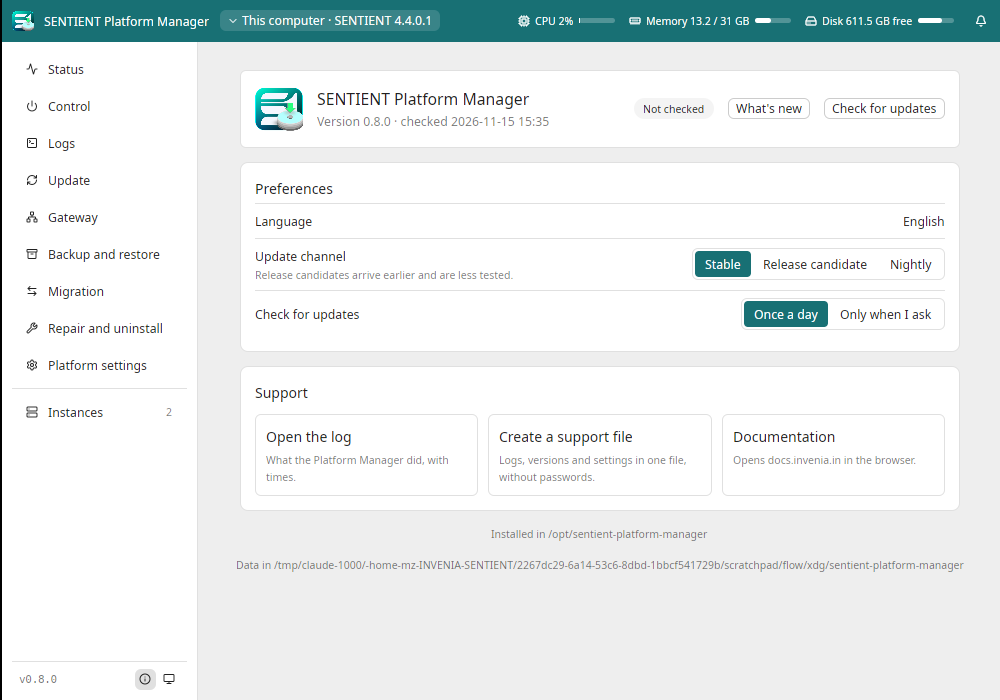 SENTIENT Platform Manager
This computer · SENTIENT 4.4.0.1
CPU 2%
Memory 13.2 / 31 GB
Disk 611.5 GB free
Status
Control
Logs
Update
Gateway
Backup and restore
Migration
Repair and uninstall
Platform settings
Instances 2
v0.8.0
SENTIENT Platform Manager
Version 0.8.0 · checked 2026-11-15 15:35
Not checked
What's new
Check for updates
Preferences
Language
English
Update channel
Release candidates arrive earlier and are less tested.
Stable
Release candidate
Nightly
Check for updates
Once a day
Only when I ask
Support
Open the log
What the Platform Manager did, with
times.
Create a support file
Logs, versions and settings in one file,
without passwords.
Documentation
Opens docs.invenia.in in the browser.
Installed in /opt/sentient-platform-manager
Data in /tmp/claude-1000/-home-mz-INVENIA-SENTIENT/2267dc29-6a14-53c6-8dbd-1bbcf541729b/scratchpad/flow/xdg/sentient-platform-manager